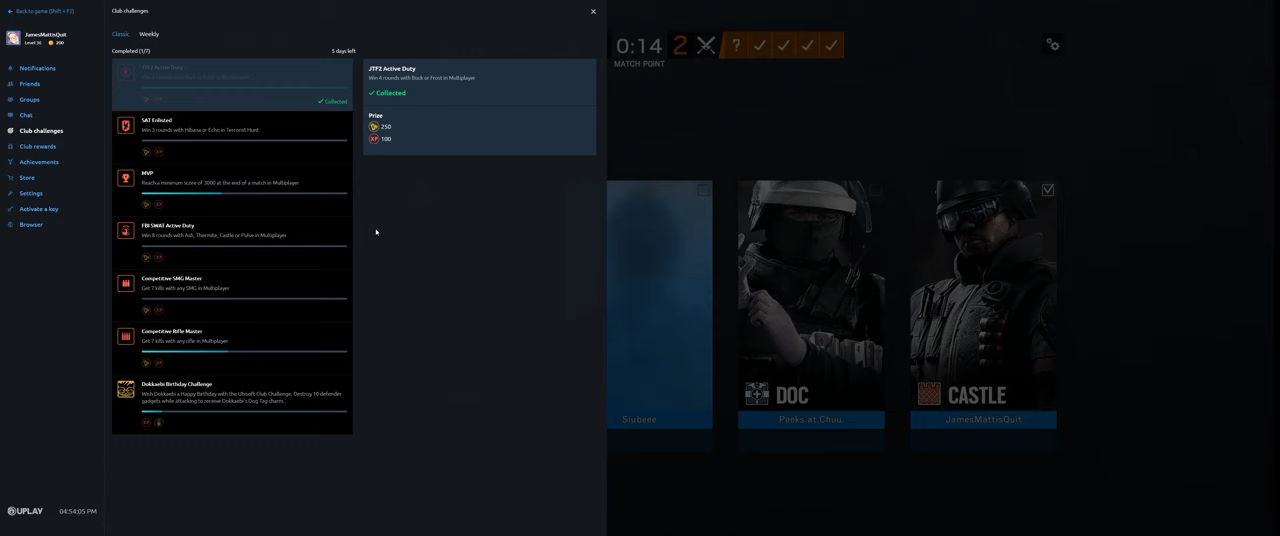 Back to game (Shift + F2)
JamesMattisQuit
Level 36 200
Notifications
Friends
Groups
Chat
Club challenges
Club rewards
Achievements
Store
Settings
Activate a key
Browser
UPLAY 04:54:05 PM
Club challenges
Classic Weekly
Completed (1/7) 5 days left
JTF2 Active Duty
Collected
SAT Enlisted
Win 3 rounds with Hibana or Echo in Terrorist Hunt
MVP
Reach a minimum score of 3000 at the end of a match in Multiplayer
FBI SWAT Active Duty
Win 8 rounds with Ash, Thermite, Castle or Pulse in Multiplayer
Competitive SMG Master
Get 7 kills with any SMG in Multiplayer
Competitive Rifle Master
Get 7 kills with any rifle in Multiplayer
Dokkaebi Birthday Challenge
Wish Dokkaebi a Happy Birthday with the Ubisoft Club Challenge. Destroy 10 defender
gadgets while attacking to receive Dokkaebi's Dog Tag charm.
JTF2 Active Duty
Win 4 rounds with Buck or Frost in Multiplayer
Collected
Prize
250
XP 100
0:14 2 ?
MATCH POINT
Siubeee
DOC
Peeks at Chuu
CASTLE
JamesMattisQuit